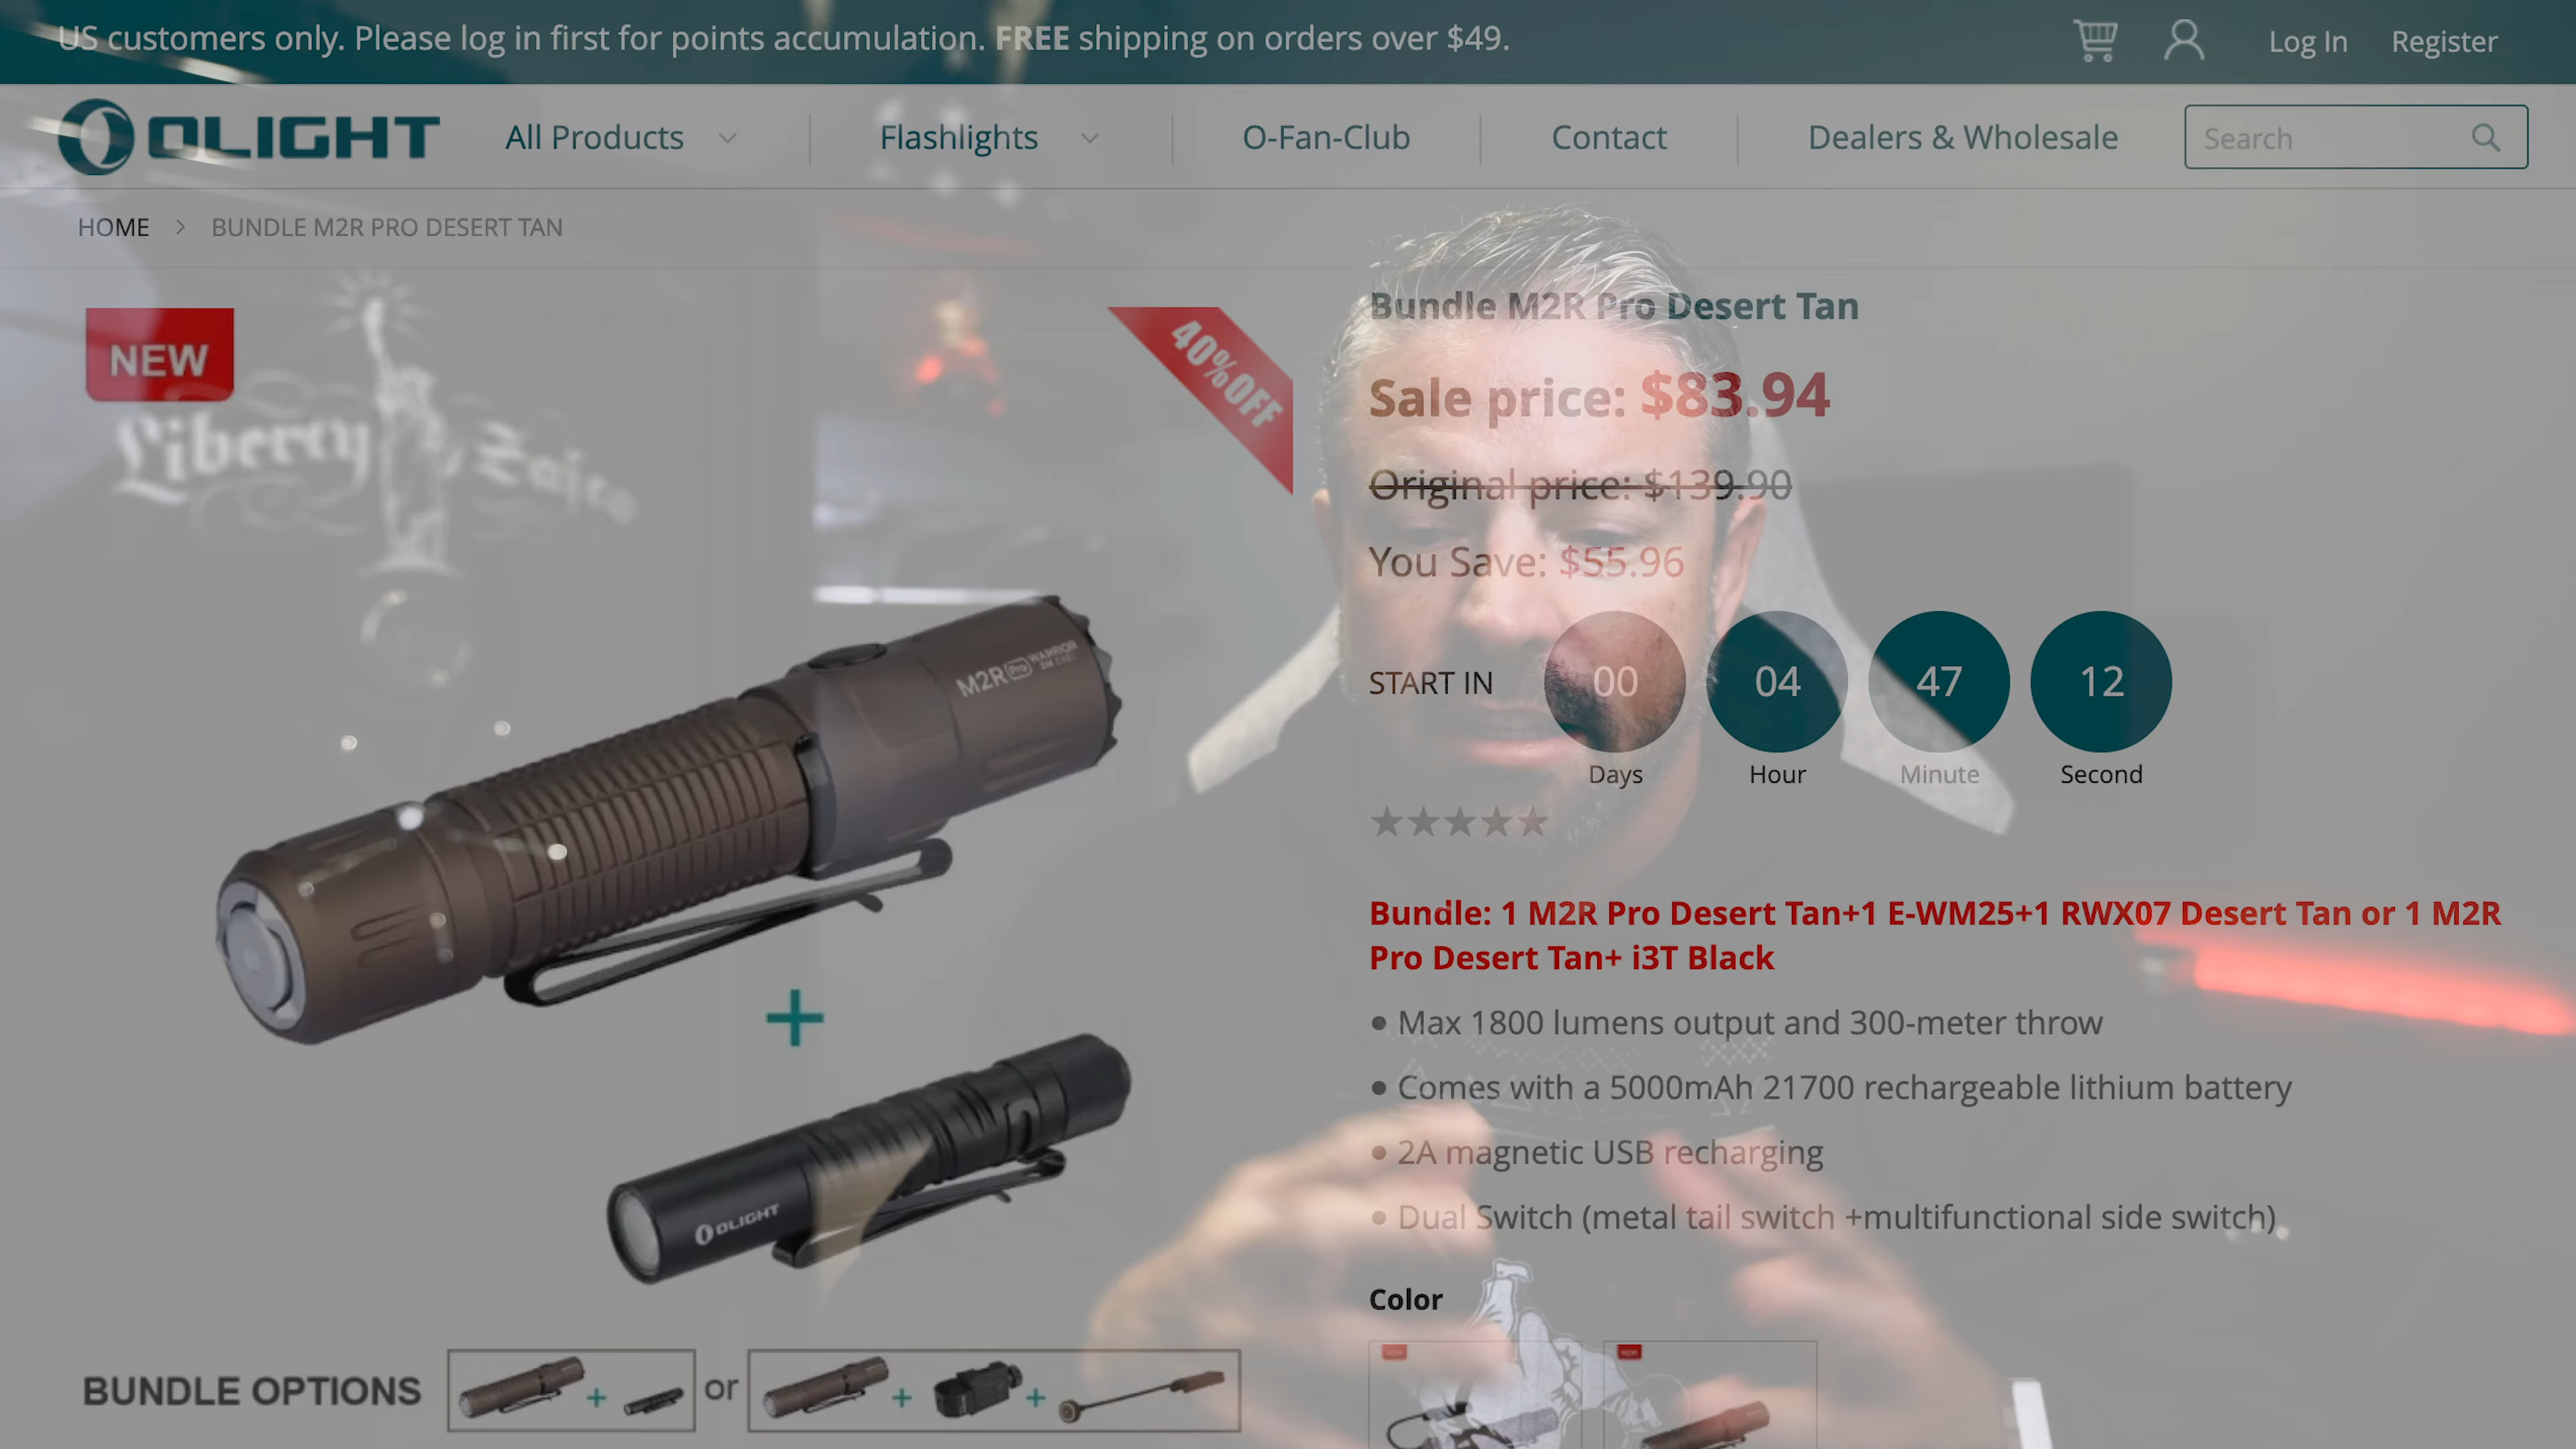 US customers only. Please log in first for points accumulation. FREE shipping on orders over $49.
Log In Register
OLIGHT
All Products
Flashlights
O-Fan-Club
Contact
Dealers & Wholesale
Search
HOME > BUNDLE M2R PRO DESERT TAN
NEW
40%OFF
Liberty
Bundle M2R Pro Desert Tan
Sale price: $83.94
Original price: $139.90
You Save: $55.96
START IN 00 04 47 12
Days Hour Minute Second
M2R Pro WARRIOR
Bundle: 1 M2R Pro Desert Tan+1 E-WM25+1 RWX07 Desert Tan or 1 M2R
Pro Desert Tan+ i3T Black
• Max 1800 lumens output and 300-meter throw
• Comes with a 5000mAh 21700 rechargeable lithium battery
• 2A magnetic USB recharging
• Dual Switch (metal tail switch +multifunctional side switch)
OLIGHT
Color
BUNDLE OPTIONS + or + +